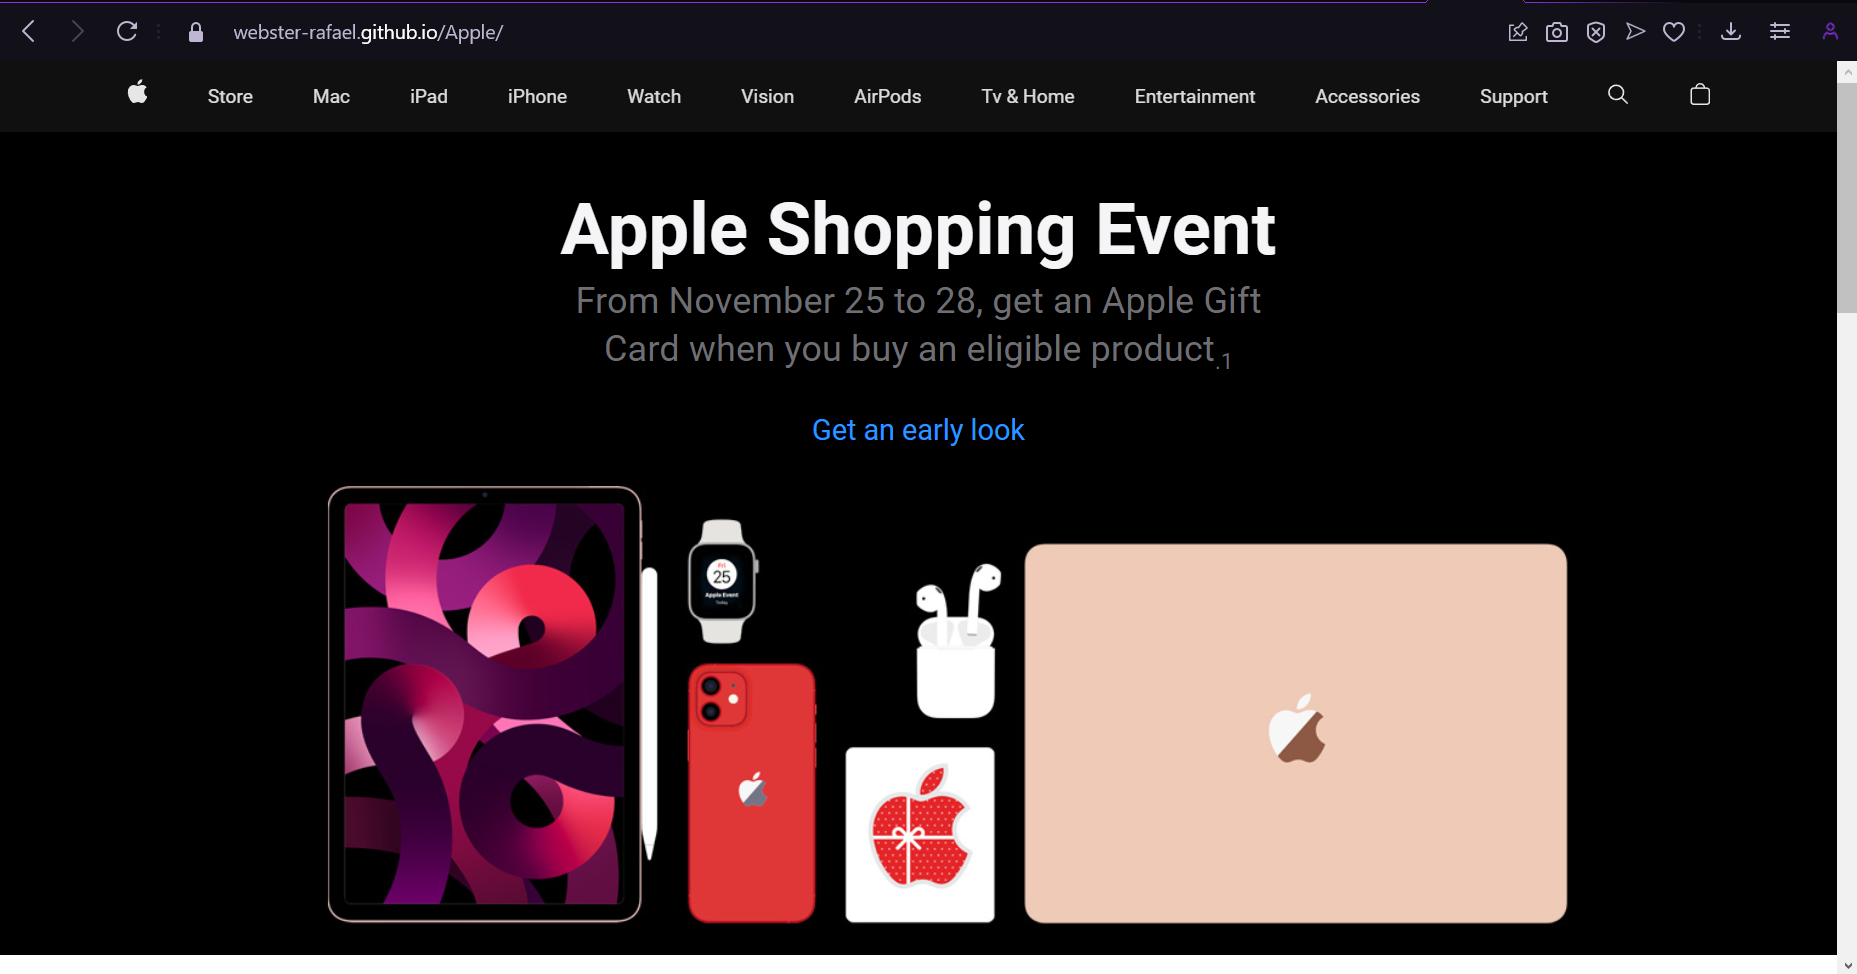 webster-rafael.github.io/Apple/
Store Mac iPad iPhone Watch Vision AirPods Tv & Home Entertainment Accessories Support
Apple Shopping Event
From November 25 to 28, get an Apple Gift
Card when you buy an eligible product.1
Get an early look
Fri
25
Apple Event
Today